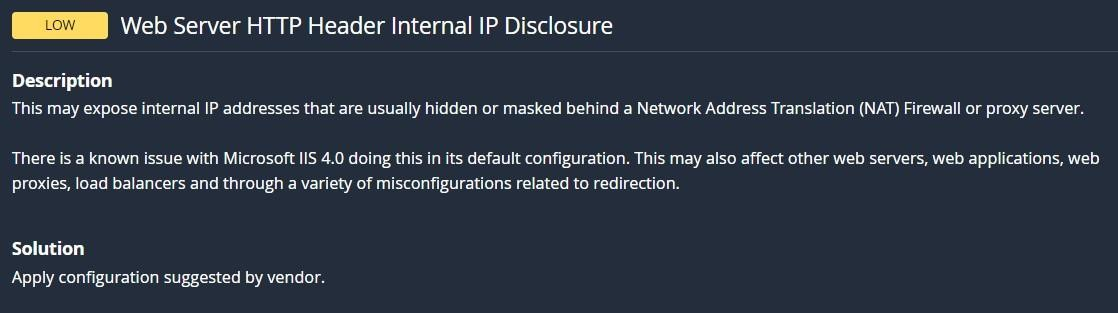 LOW Web Server HTTP Header Internal IP Disclosure
Description
This may expose internal IP addresses that are usually hidden or masked behind a Network Address Translation (NAT) Firewall or proxy server.
There is a known issue with Microsoft IIS 4.0 doing this in its default configuration. This may also affect other web servers, web applications, web
proxies, load balancers and through a variety of misconfigurations related to redirection.
Solution
Apply configuration suggested by vendor.